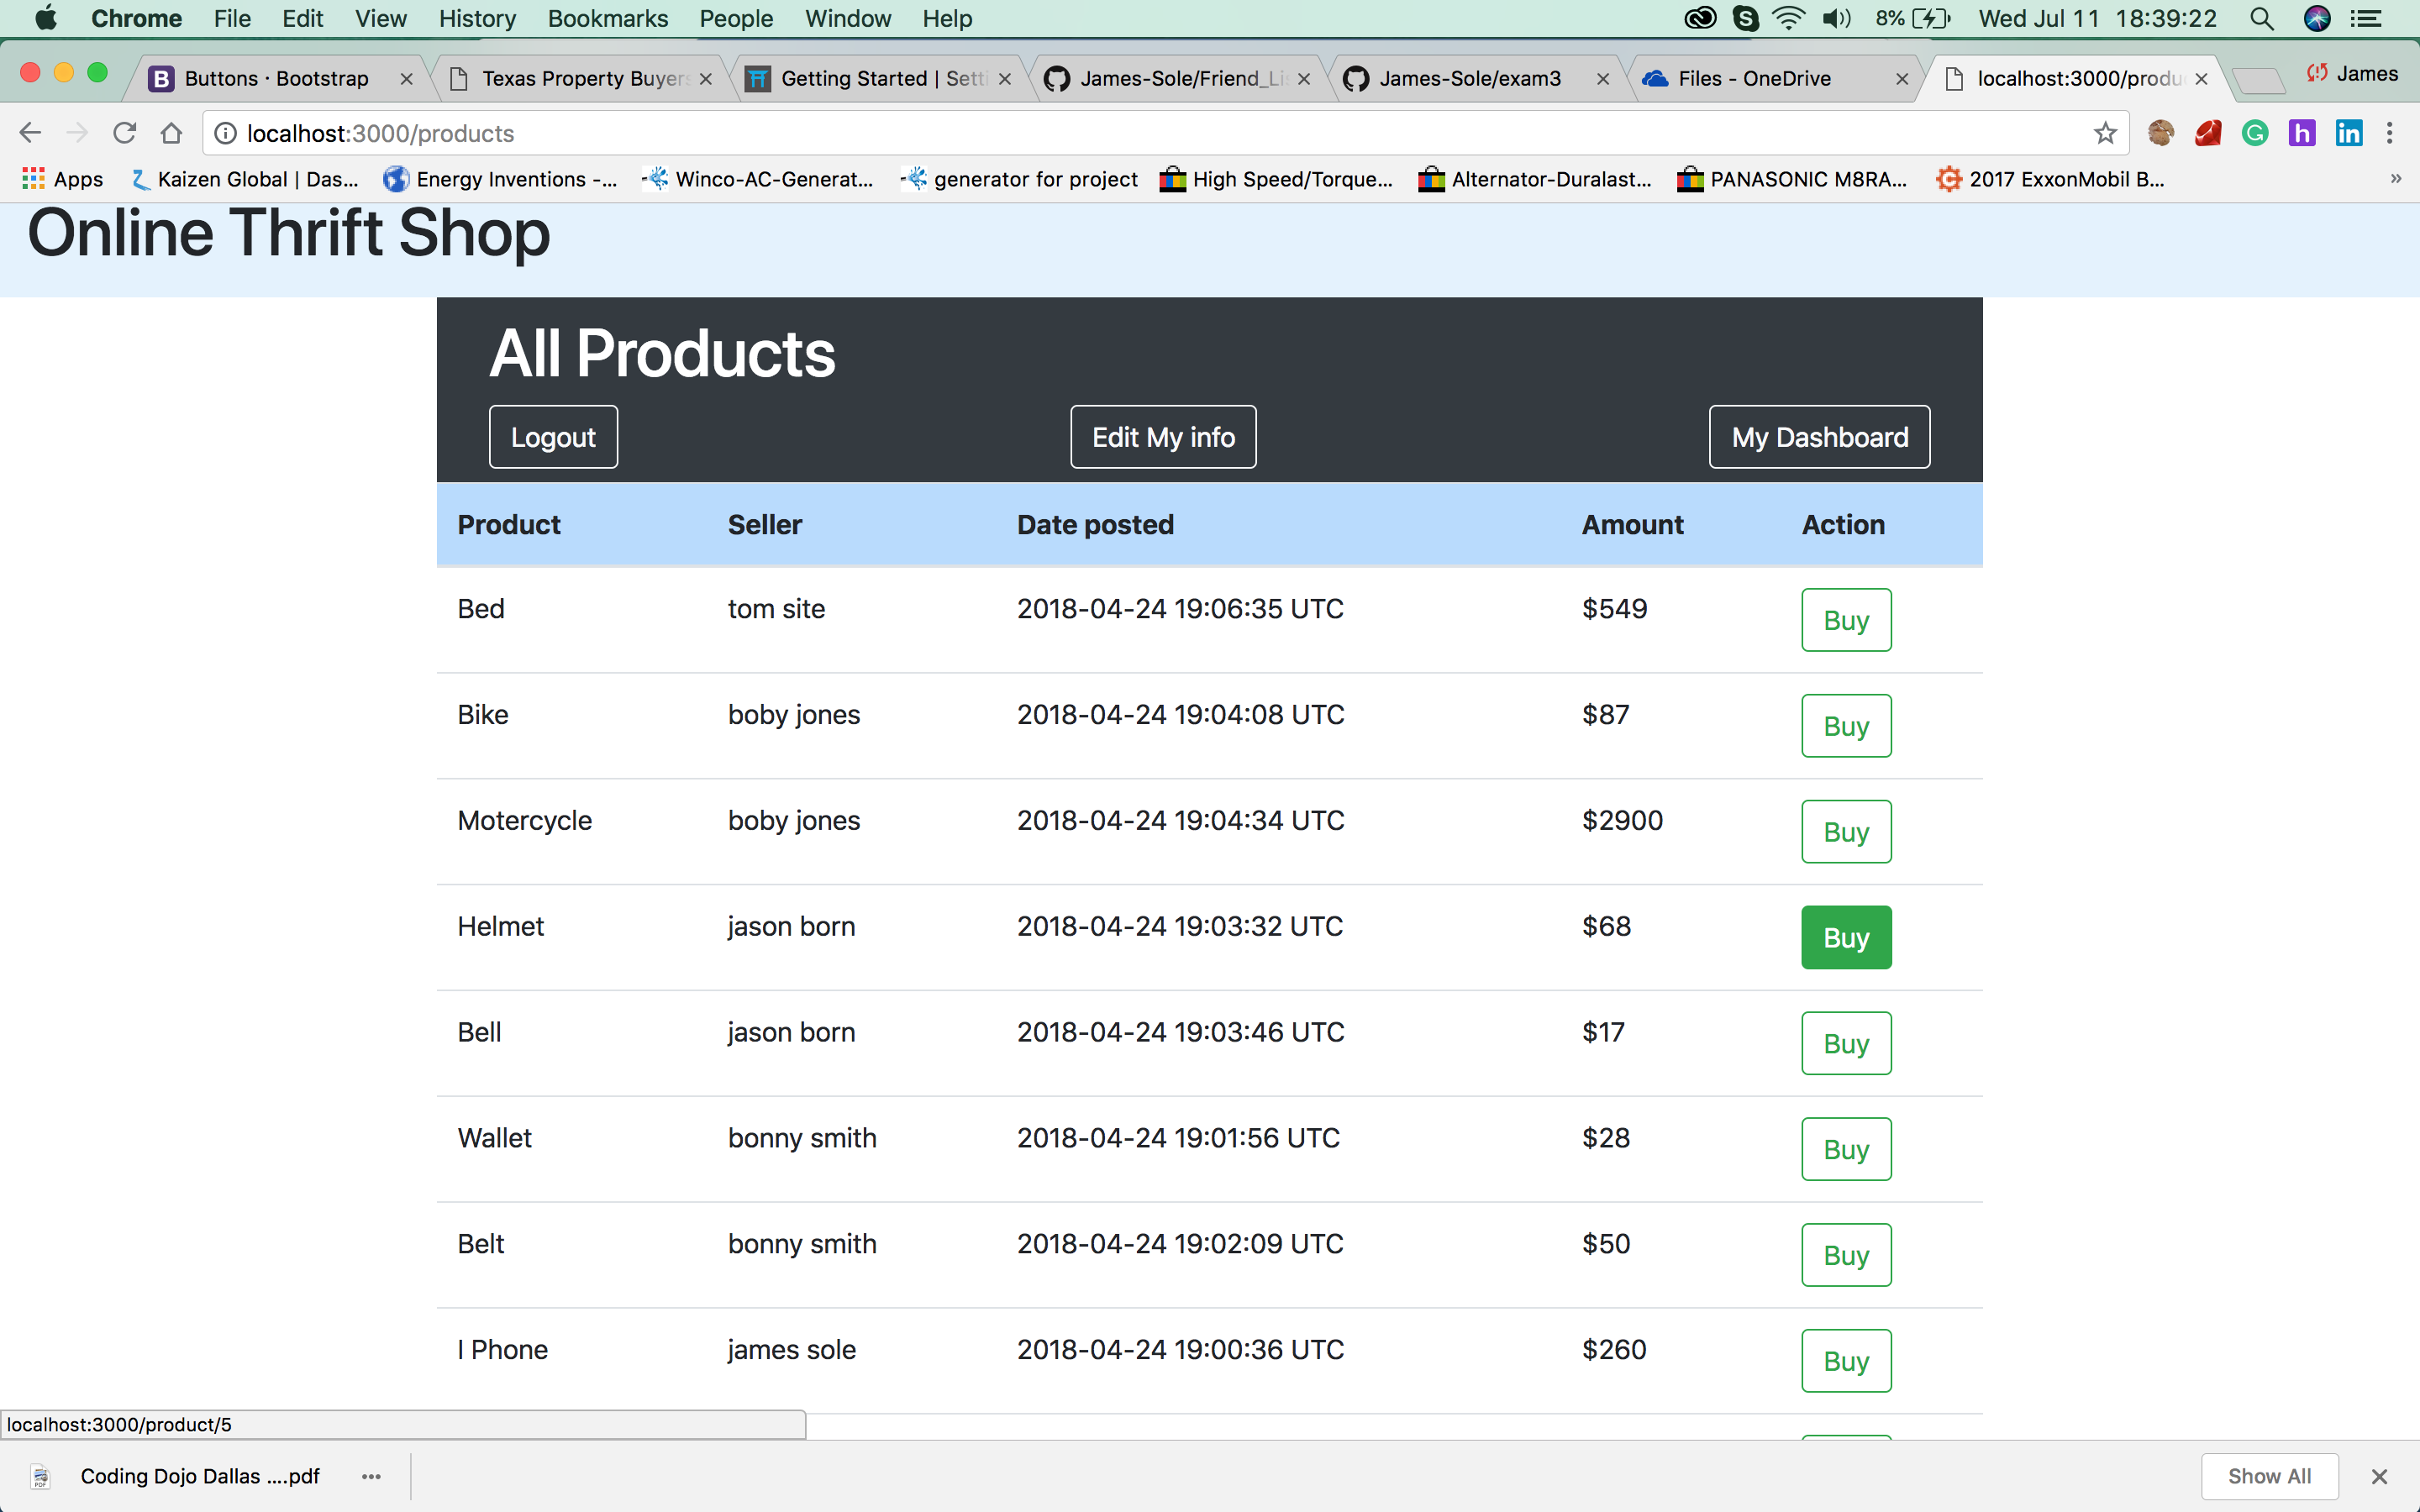 Chrome File Edit View History Bookmarks People Window Help 8% Wed Jul 11 18:39:22
Buttons · Bootstrap Texas Property Buyers Getting Started | Setti James-Sole/Friend_Li James-Sole/exam3 Files - OneDrive localhost:3000/produ James
localhost:3000/products
Apps Kaizen Global | Das... Energy Inventions -... Winco-AC-Generat... generator for project High Speed/Torque... Alternator-Duralast... PANASONIC M8RA... 2017 ExxonMobil B... »
Online Thrift Shop
All Products
Logout Edit My info My Dashboard
Product Seller Date posted Amount Action
Bed tom site 2018-04-24 19:06:35 UTC $549 Buy
Bike boby jones 2018-04-24 19:04:08 UTC $87 Buy
Motercycle boby jones 2018-04-24 19:04:34 UTC $2900 Buy
Helmet jason born 2018-04-24 19:03:32 UTC $68 Buy
Bell jason born 2018-04-24 19:03:46 UTC $17 Buy
Wallet bonny smith 2018-04-24 19:01:56 UTC $28 Buy
Belt bonny smith 2018-04-24 19:02:09 UTC $50 Buy
I Phone james sole 2018-04-24 19:00:36 UTC $260 Buy
localhost:3000/product/5
Coding Dojo Dallas ....pdf Show All